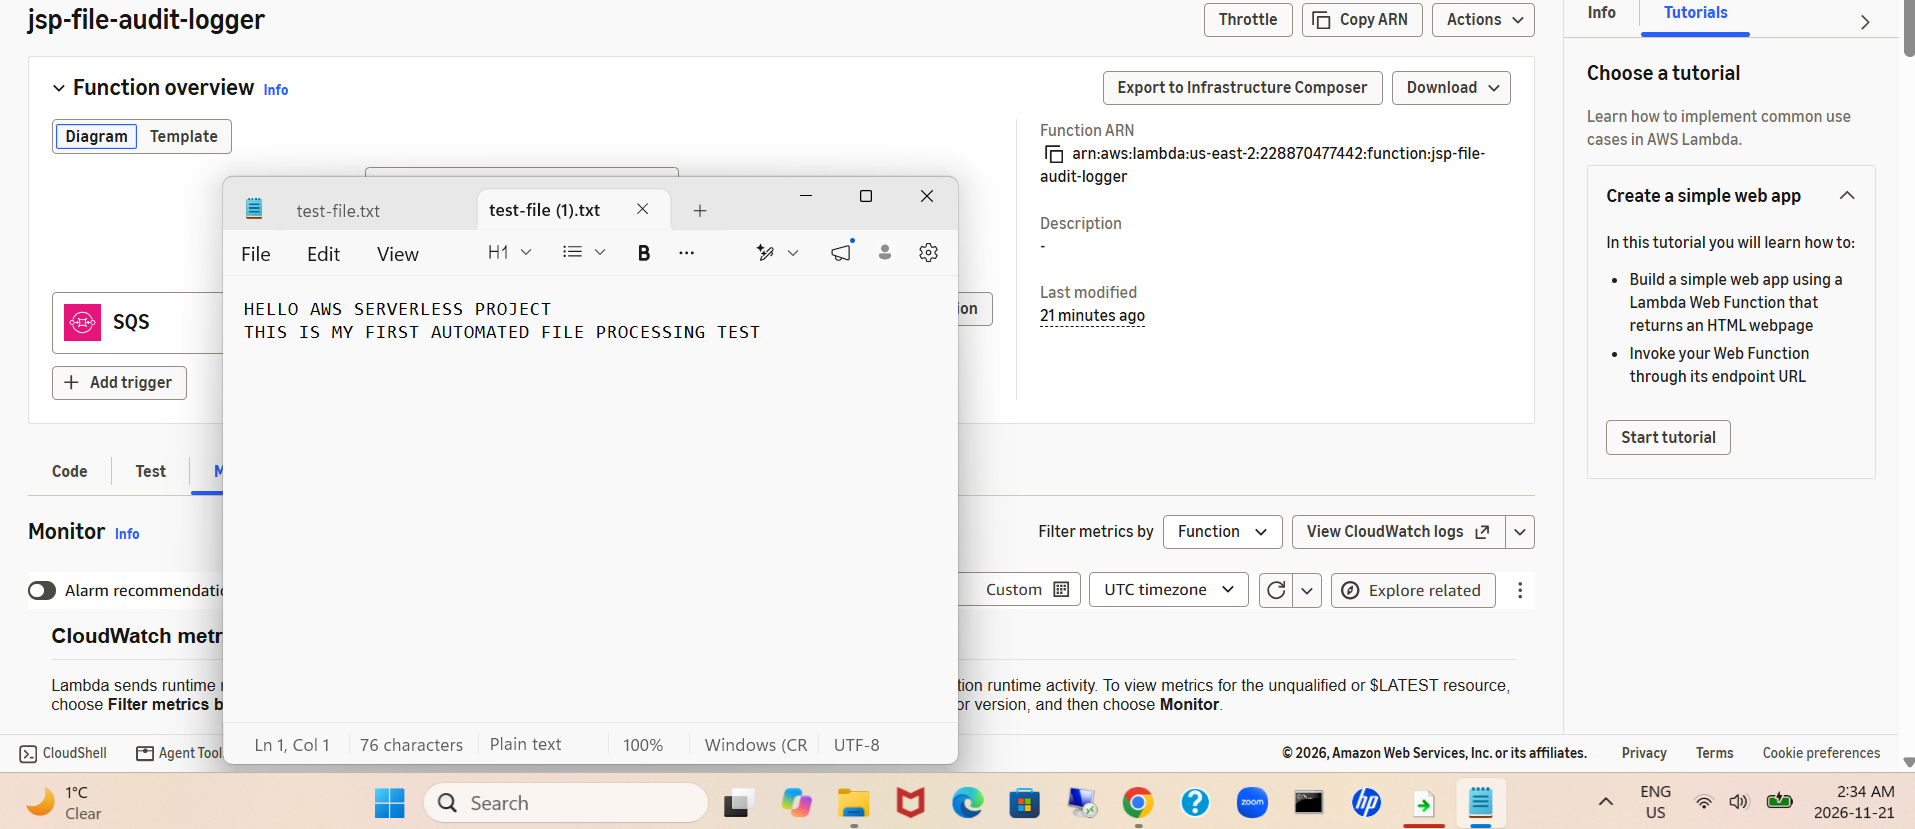 jsp-file-audit-logger
Throttle
Copy ARN
Actions
Info
Tutorials
Function overview Info
Export to Infrastructure Composer
Download
Diagram
Template
Function ARN
arn:aws:lambda:us-east-2:228870477442:function:jsp-file-
audit-logger
Description
-
Last modified
21 minutes ago
SQS
Add trigger
Choose a tutorial
Learn how to implement common use
cases in AWS Lambda.
Create a simple web app
In this tutorial you will learn how to:
• Build a simple web app using a
Lambda Web Function that
returns an HTML webpage
• Invoke your Web Function
through its endpoint URL
Start tutorial
test-file.txt
test-file (1).txt
File
Edit
View
H1
B
HELLO AWS SERVERLESS PROJECT
THIS IS MY FIRST AUTOMATED FILE PROCESSING TEST
Ln 1, Col 1
76 characters
Plain text
100%
Windows (CR
UTF-8
Code
Test
Monitor Info
Filter metrics by
Function
View CloudWatch logs
Alarm
Custom
UTC timezone
Explore related
CloudWatch
Lambda sends runtime
runtime activity. To view metrics for the unqualified or $LATEST resource,
choose Filter metrics
version, and then choose Monitor.
CloudShell
Agent
© 2026, Amazon Web Services, Inc. or its affiliates.
Privacy
Terms
Cookie preferences
1°C
Clear
Search
zoom
hp
ENG
US
2:34 AM
2026-11-21